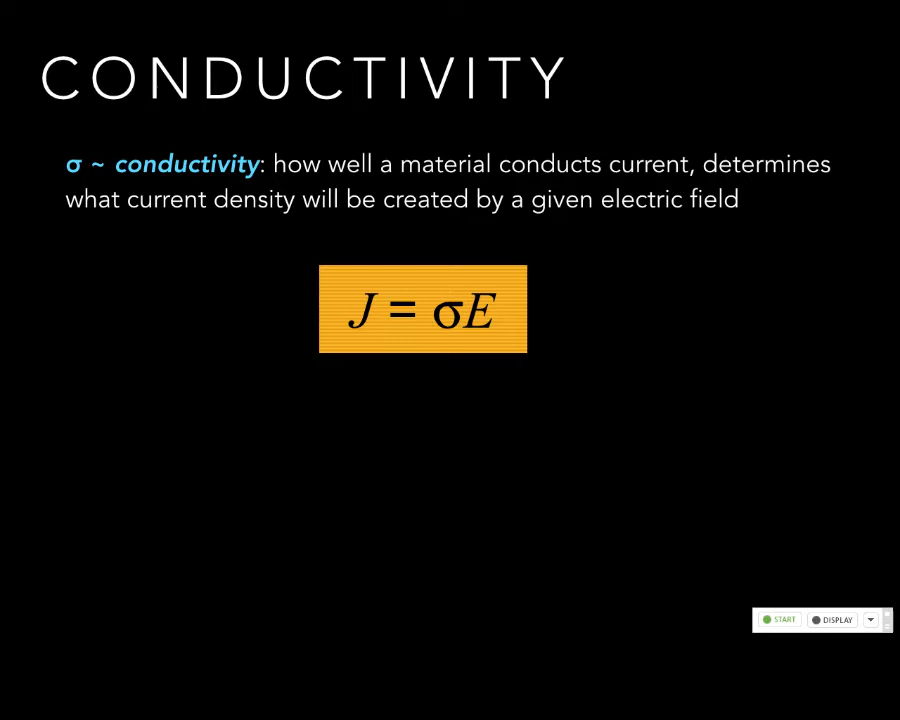 CONDUCTIVITY
σ ~ conductivity: how well a material conducts current, determines
what current density will be created by a given electric field
J = σE
START DISPLAY